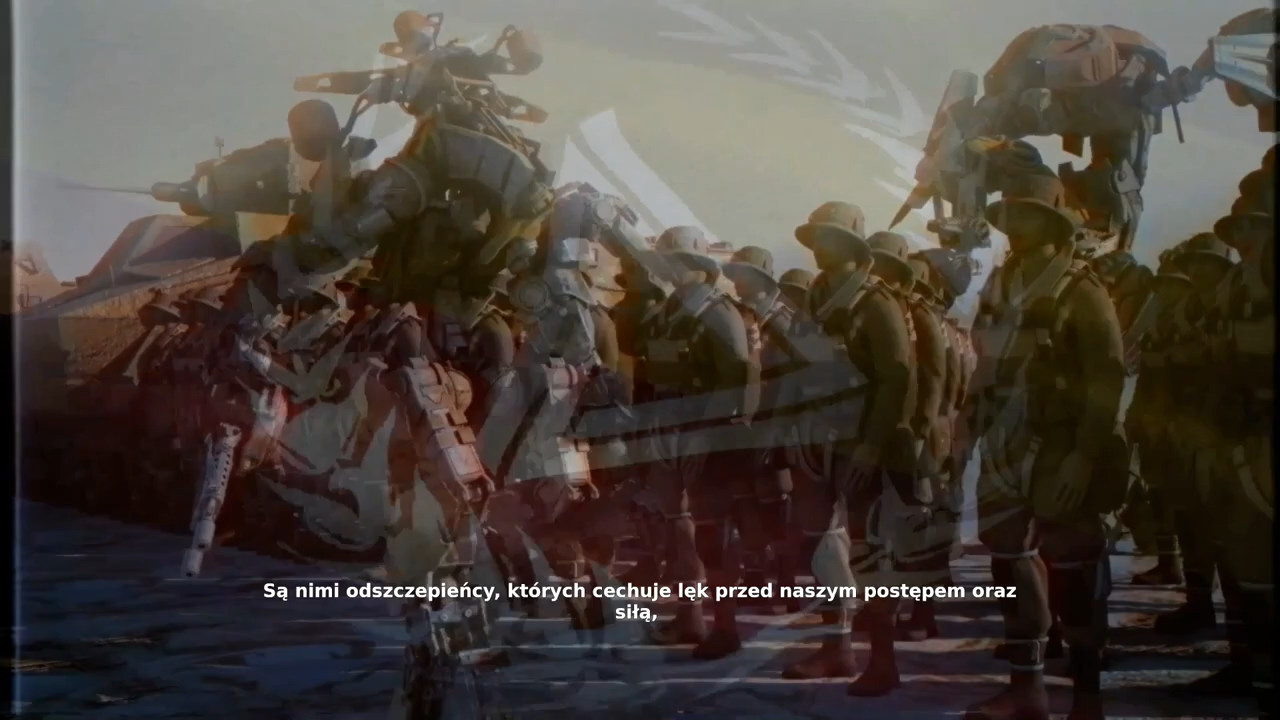 Są nimi odszczepieńcy, których cechuje lęk przed naszym postępem oraz
siłą,